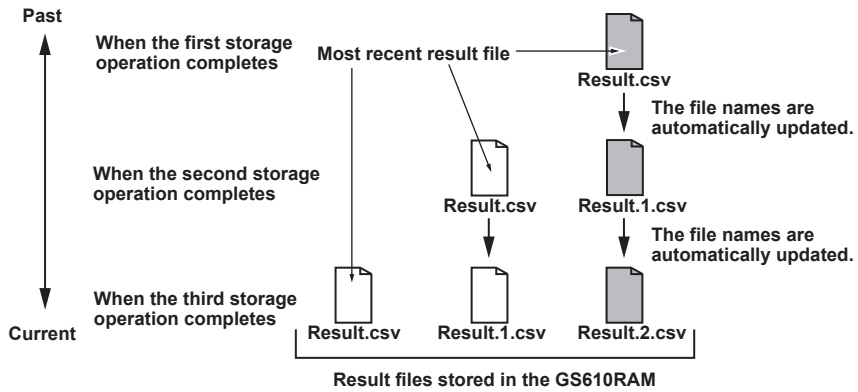 Past
When the first storage
operation completes
Most recent result file
Result.csv
The file names are
automatically updated.
When the second storage
operation completes
Result.csv
Result.1.csv
The file names are
automatically updated.
When the third storage
operation completes
Current
Result.csv
Result.1.csv
Result.2.csv
Result files stored in the GS610RAM